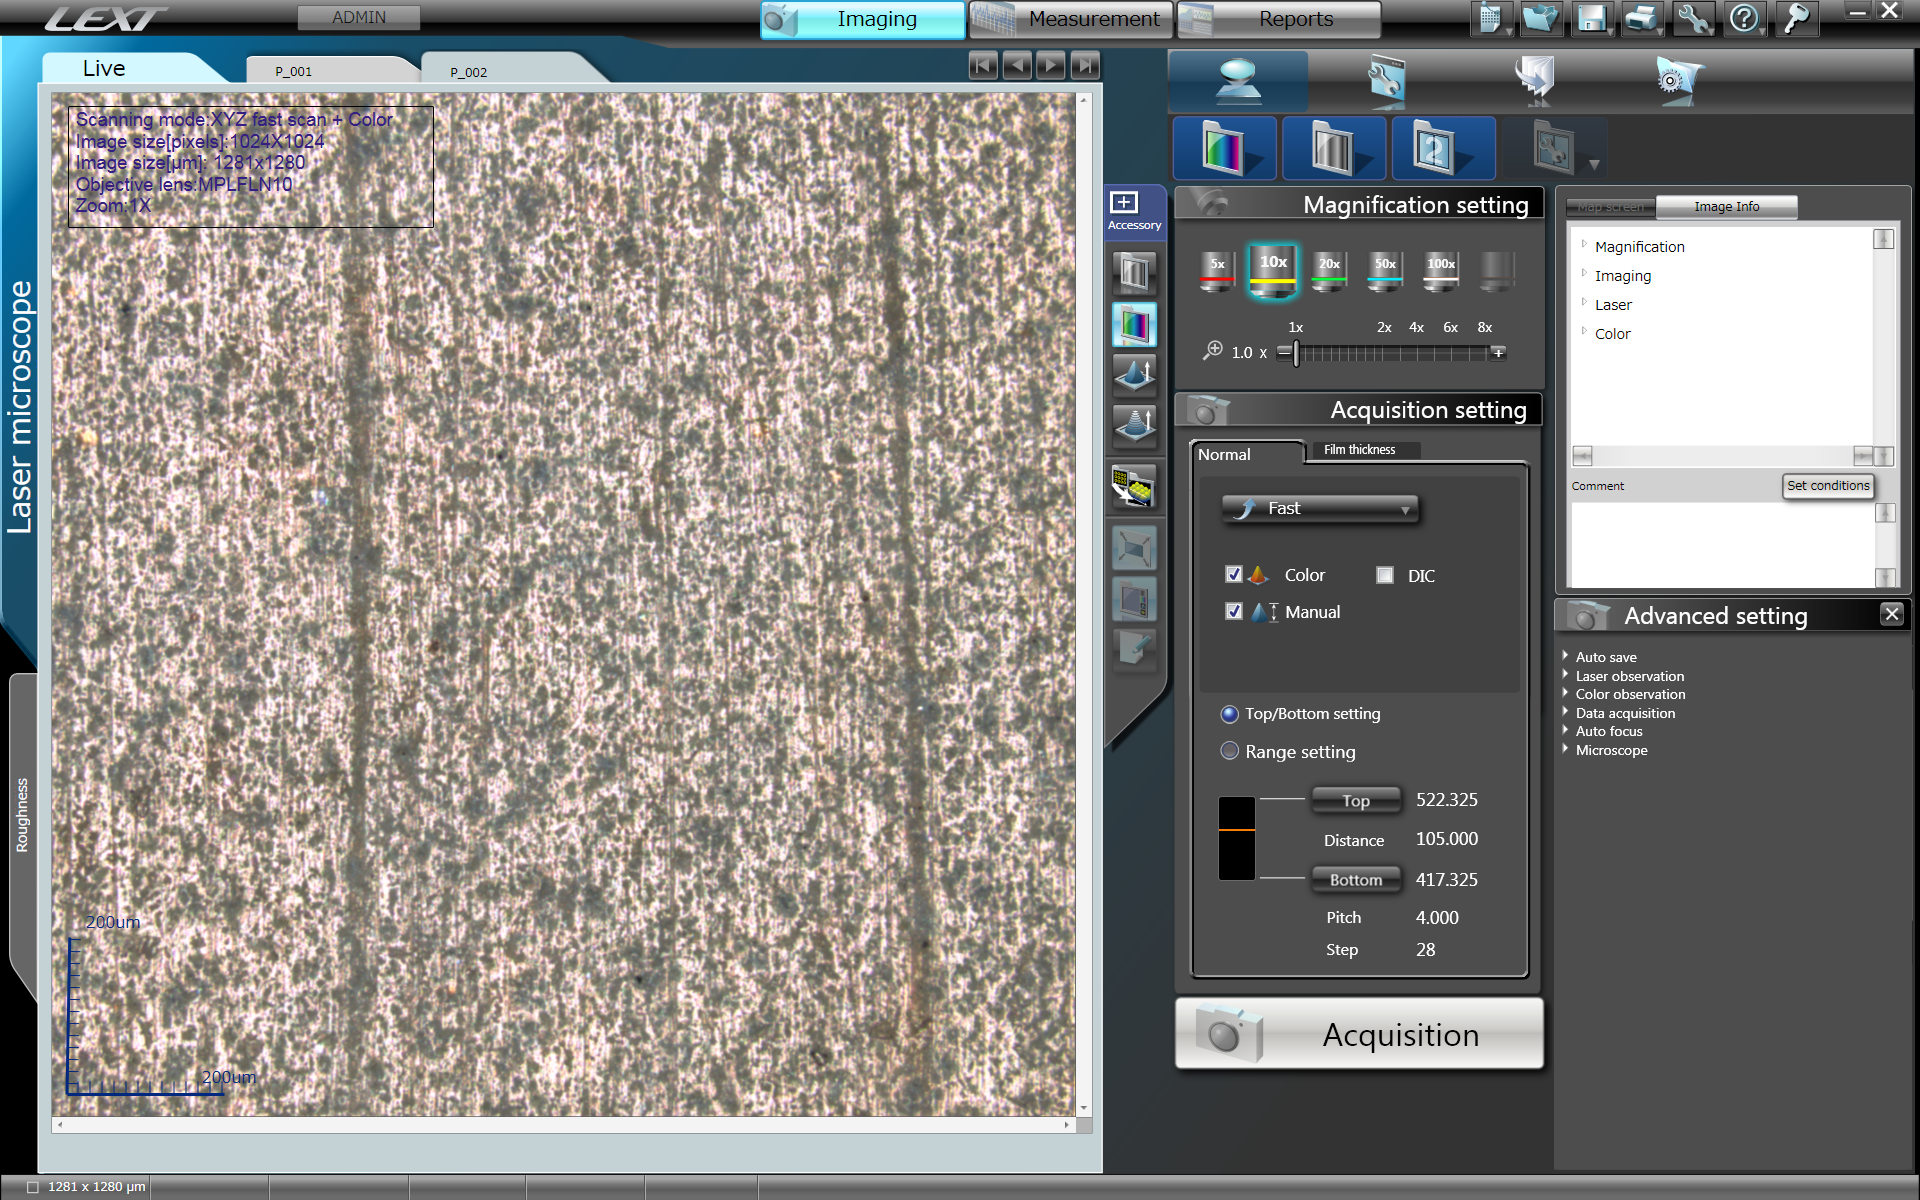 LEXT
ADMIN
Imaging
Measurement
Reports
Live
P_001
P_002
Scanning mode:XYZ fast scan + Color
Image size[pixels]:1024X1024
Image size[µm]: 1281x1280
Objective lens:MPLFLN10
Zoom:1X
Laser microscope
Roughness
200um
200um
Accessory
2
Magnification setting
5x
10x
20x
50x
100x
1x
2x
4x
6x
8x
1.0 x
Acquisition setting
Normal
Film thickness
Fast
Color
DIC
Manual
Top/Bottom setting
Range setting
Top
522.325
Distance
105.000
Bottom
417.325
Pitch
4.000
Step
28
Acquisition
Map screen
Image Info
Magnification
Imaging
Laser
Color
Comment
Set conditions
Advanced setting
Auto save
Laser observation
Color observation
Data acquisition
Auto focus
Microscope
1281 x 1280 µm